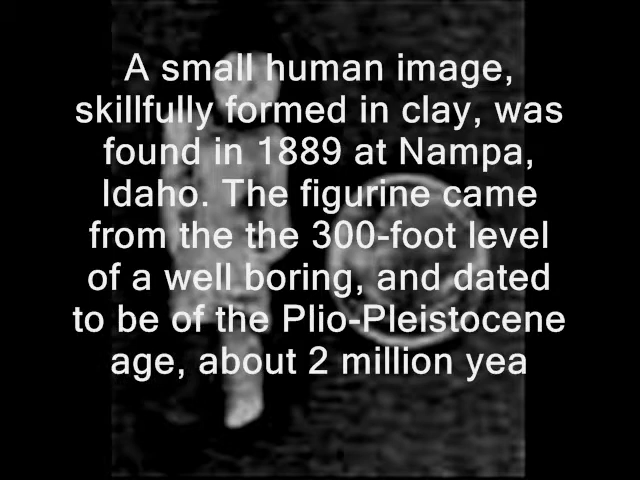 A small human image,
skillfully formed in clay, was
found in 1889 at Nampa,
Idaho. The figurine came
from the the 300-foot level
of a well boring, and dated
to be of the Plio-Pleistocene
age, about 2 million yea